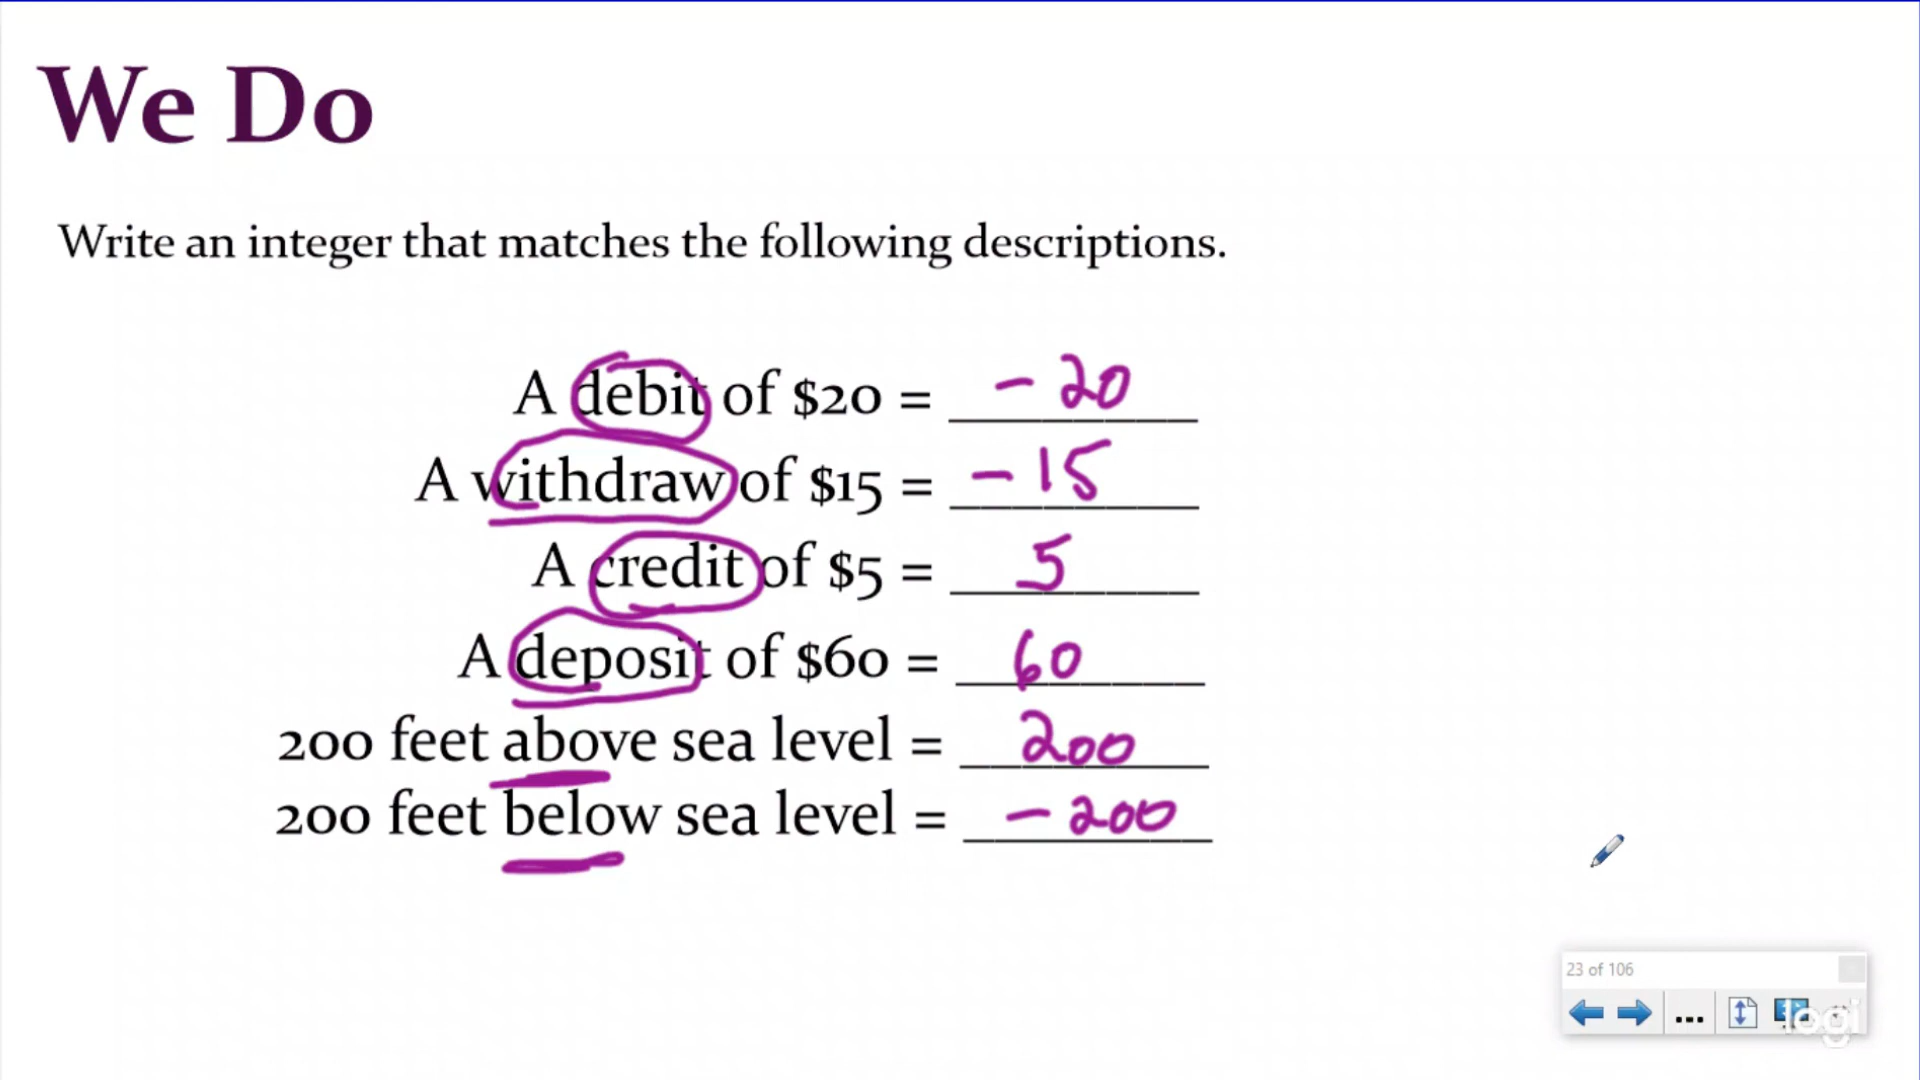 We Do
Write an integer that matches the following descriptions.
A debit of $20 = - 20
A withdraw of $15 = - 15
A credit of $5 = 5
A deposit of $60 = 60
200 feet above sea level = 200
200 feet below sea level = - 200
23 of 106
...
logi